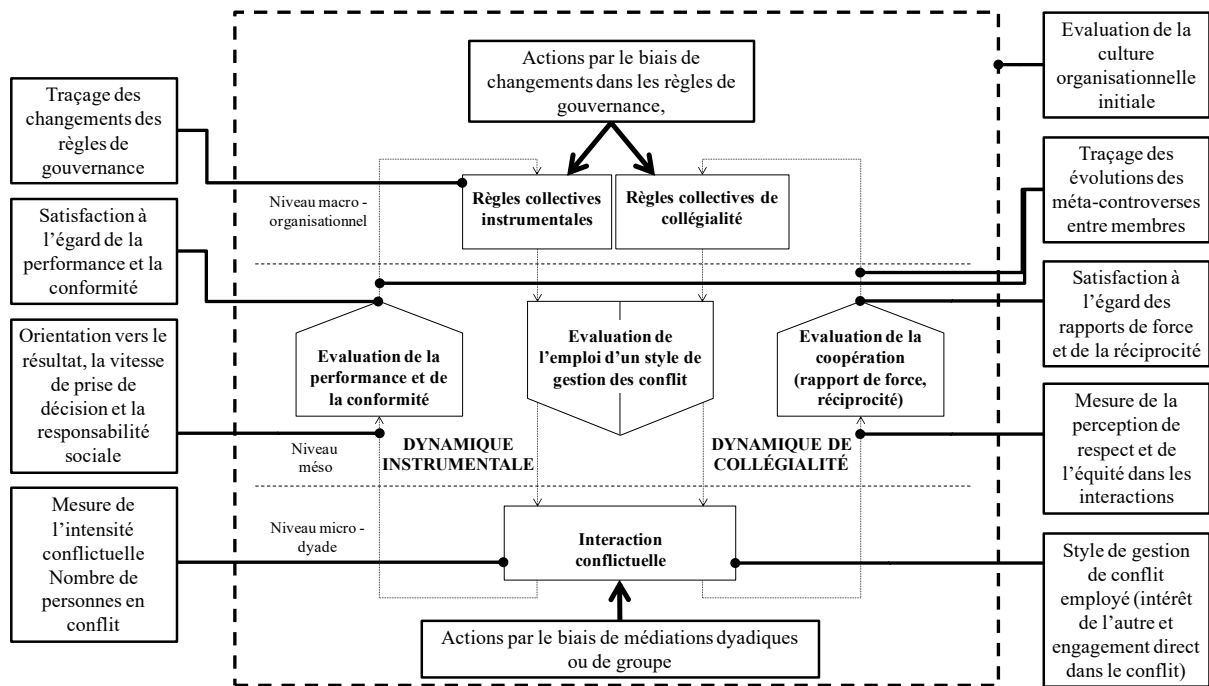 Traçage des
changements des
règles de
gouvernance
Satisfaction à
l'égard de la
performance et la
conformité
Orientation vers le
résultat, la vitesse
de prise de
décision et la
responsabilité
sociale
Mesure de
l'intensité
conflictuelle
Nombre de
personnes en
conflit
Actions par le biais de
changements dans les règles de
gouvernance,
Niveau macro -
organisationnel
Règles collectives
instrumentales
Règles collectives de
collégialité
Evaluation de la
performance et de
la conformité
Evaluation de
l'emploi d'un style de
gestion des conflit
Evaluation de la
coopération
(rapport de force,
réciprocité)
Niveau
méso
DYNAMIQUE
INSTRUMENTALE
DYNAMIQUE DE
COLLÉGIALITÉ
Niveau micro -
dyade
Interaction
conflictuelle
Actions par le biais de médiations dyadiques
ou de groupe
Evaluation de la
culture
organisationnelle
initiale
Traçage des
évolutions des
méta-controverses
entre membres
Satisfaction à
l'égard des
rapports de force
et de la réciprocité
Mesure de la
perception de
respect et de
l'équité dans les
interactions
Style de gestion
de conflit
employé (intérêt
de l'autre et
engagement direct
dans le conflit)